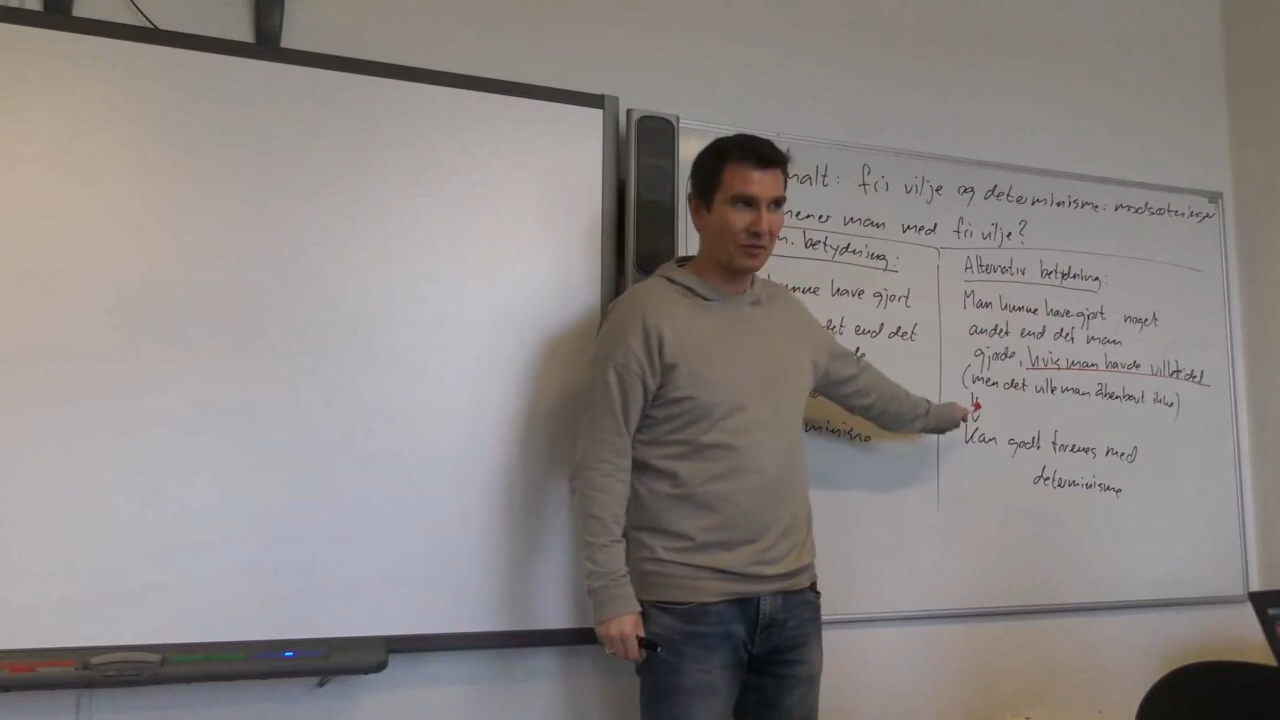 malt: fri vilje og determinisme: modsætninger
mener man med fri vilje?
betydning:
kunne have gjort
det end det
Alternativ betydning:
Man kunne have gjort noget
andet end det man
gjorde, hvis man havde villet det
(men det ville man åbenbart ikke)
Kan godt forenes med
determinisme